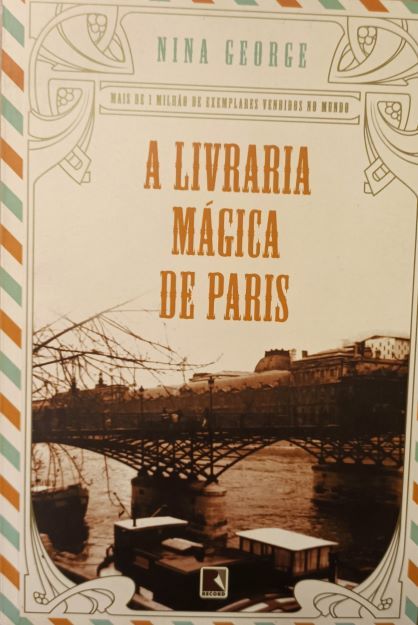 NINA GEORGE
MAIS DE 1 MILHÃO DE EXEMPLARES VENDIDOS NO MUNDO
A LIVRARIA
MÁGICA
DE PARIS
RECORD